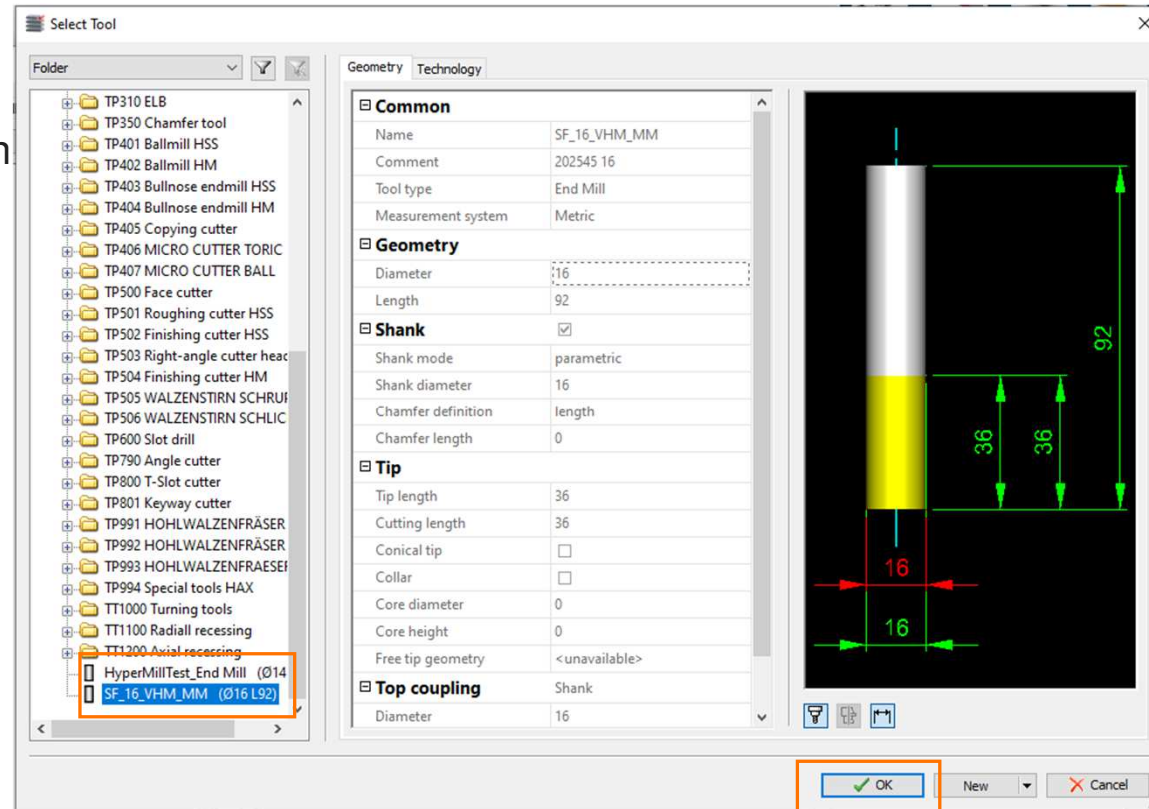 Select Tool
Folder
TP310 ELB
TP350 Chamfer tool
TP401 Ballmill HSS
TP402 Ballmill HM
TP403 Bullnose endmill HSS
TP404 Bullnose endmill HM
TP405 Copying cutter
TP406 MICRO CUTTER TORIC
TP407 MICRO CUTTER BALL
TP500 Face cutter
TP501 Roughing cutter HSS
TP502 Finishing cutter HSS
TP503 Right-angle cutter head
TP504 Finishing cutter HM
TP505 WALZENSTIRN SCHRUF
TP506 WALZENSTIRN SCHLIC
TP600 Slot drill
TP790 Angle cutter
TP800 T-Slot cutter
TP801 Keyway cutter
TP991 HOHLWALZENFRÄSER
TP992 HOHLWALZENFRÄSER
TP993 HOHLWALZENFRAESER
TP994 Special tools HAX
TT1000 Turning tools
TT1100 Radiall recessing
TT1200 Axial recessing
HyperMillTest_End Mill (Ø14
SF_16_VHM_MM (Ø16 L92)
Geometry Technology
Common
Name SF_16_VHM_MM
Comment 202545 16
Tool type End Mill
Measurement system Metric
Geometry
Diameter 16
Length 92
Shank
Shank mode parametric
Shank diameter 16
Chamfer definition length
Chamfer length 0
Tip
Tip length 36
Cutting length 36
Conical tip
Collar
Core diameter 0
Core height 0
Free tip geometry <unavailable>
Top coupling Shank
Diameter 16
92
36 36
16
16
OK New Cancel